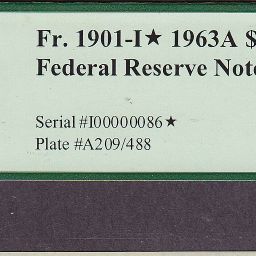 Fr. 1901-I★ 1963A $
Federal Reserve Note
Serial #I00000086★
Plate #A209/488